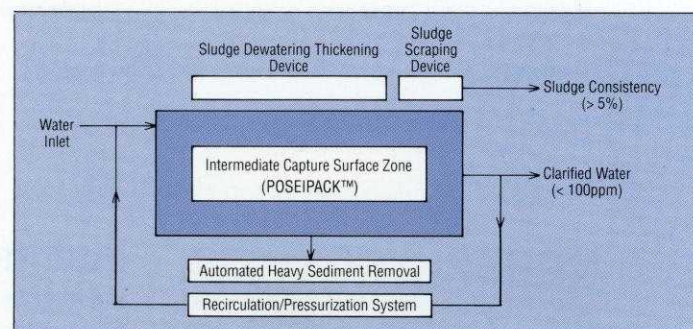 Sludge Dewatering Thickening
Device
Sludge
Scraping
Device
Sludge Consistency
(> 5%)
Water
Inlet
Intermediate Capture Surface Zone
(POSEIPACK™)
Clarified Water
(< 100ppm)
Automated Heavy Sediment Removal
Recirculation/Pressurization System